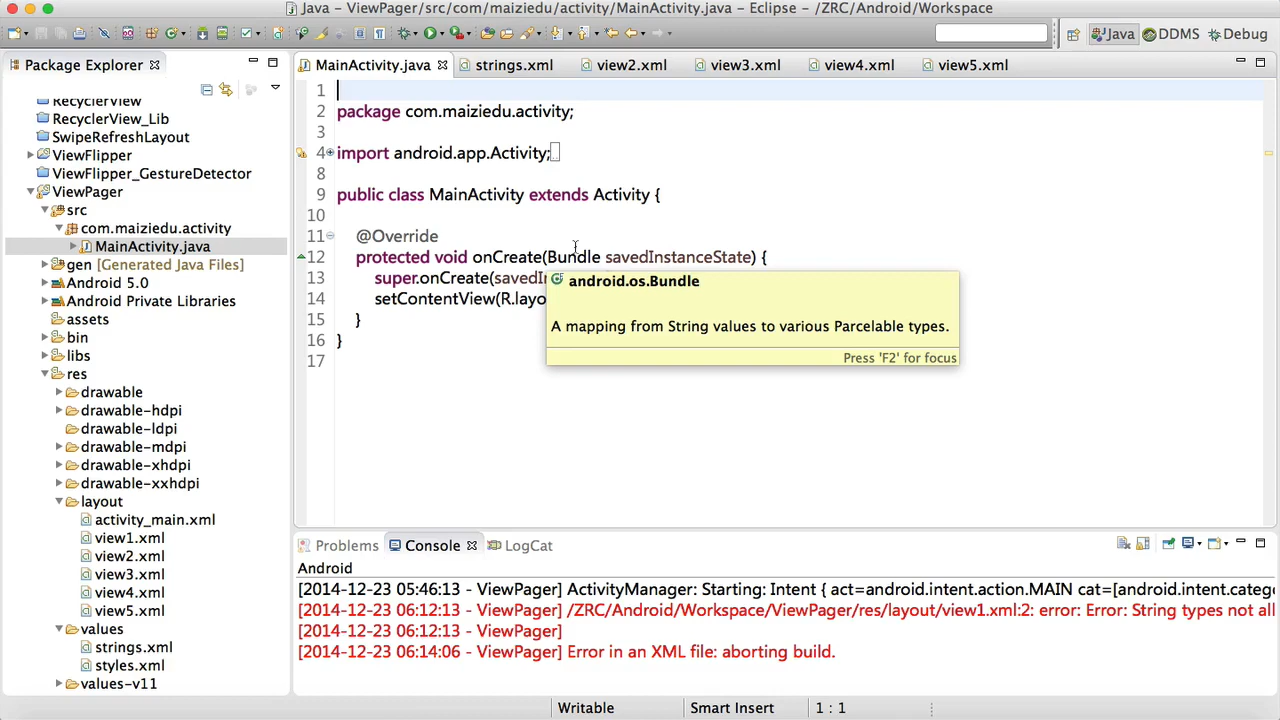 Java – ViewPager/src/com/maiziedu/activity/MainActivity.java – Eclipse – /ZRC/Android/Workspace
Java
DDMS
Debug
Package Explorer
RecyclerView
RecyclerView_Lib
SwipeRefreshLayout
ViewFlipper
ViewFlipper_GestureDetector
ViewPager
src
com.maiziedu.activity
MainActivity.java
gen [Generated Java Files]
Android 5.0
Android Private Libraries
assets
bin
libs
res
drawable
drawable-hdpi
drawable-ldpi
drawable-mdpi
drawable-xhdpi
drawable-xxhdpi
layout
activity_main.xml
view1.xml
view2.xml
view3.xml
view4.xml
view5.xml
values
strings.xml
styles.xml
values-v11
MainActivity.java
strings.xml
view2.xml
view3.xml
view4.xml
view5.xml
1
2 package com.maiziedu.activity;
3
4 import android.app.Activity;
8
9 public class MainActivity extends Activity {
10
11 @Override
12 protected void onCreate(Bundle savedInstanceState) {
13 super.onCreate(savedIn
14 setContentView(R.layo
15 }
16 }
17
android.os.Bundle
A mapping from String values to various Parcelable types.
Press 'F2' for focus
Problems
Console
LogCat
Android
[2014-12-23 05:46:13 - ViewPager] ActivityManager: Starting: Intent { act=android.intent.action.MAIN cat=[android.intent.catego
[2014-12-23 06:12:13 - ViewPager] /ZRC/Android/Workspace/ViewPager/res/layout/view1.xml:2: error: Error: String types not all
[2014-12-23 06:12:13 - ViewPager]
[2014-12-23 06:14:06 - ViewPager] Error in an XML file: aborting build.
Writable
Smart Insert
1 : 1